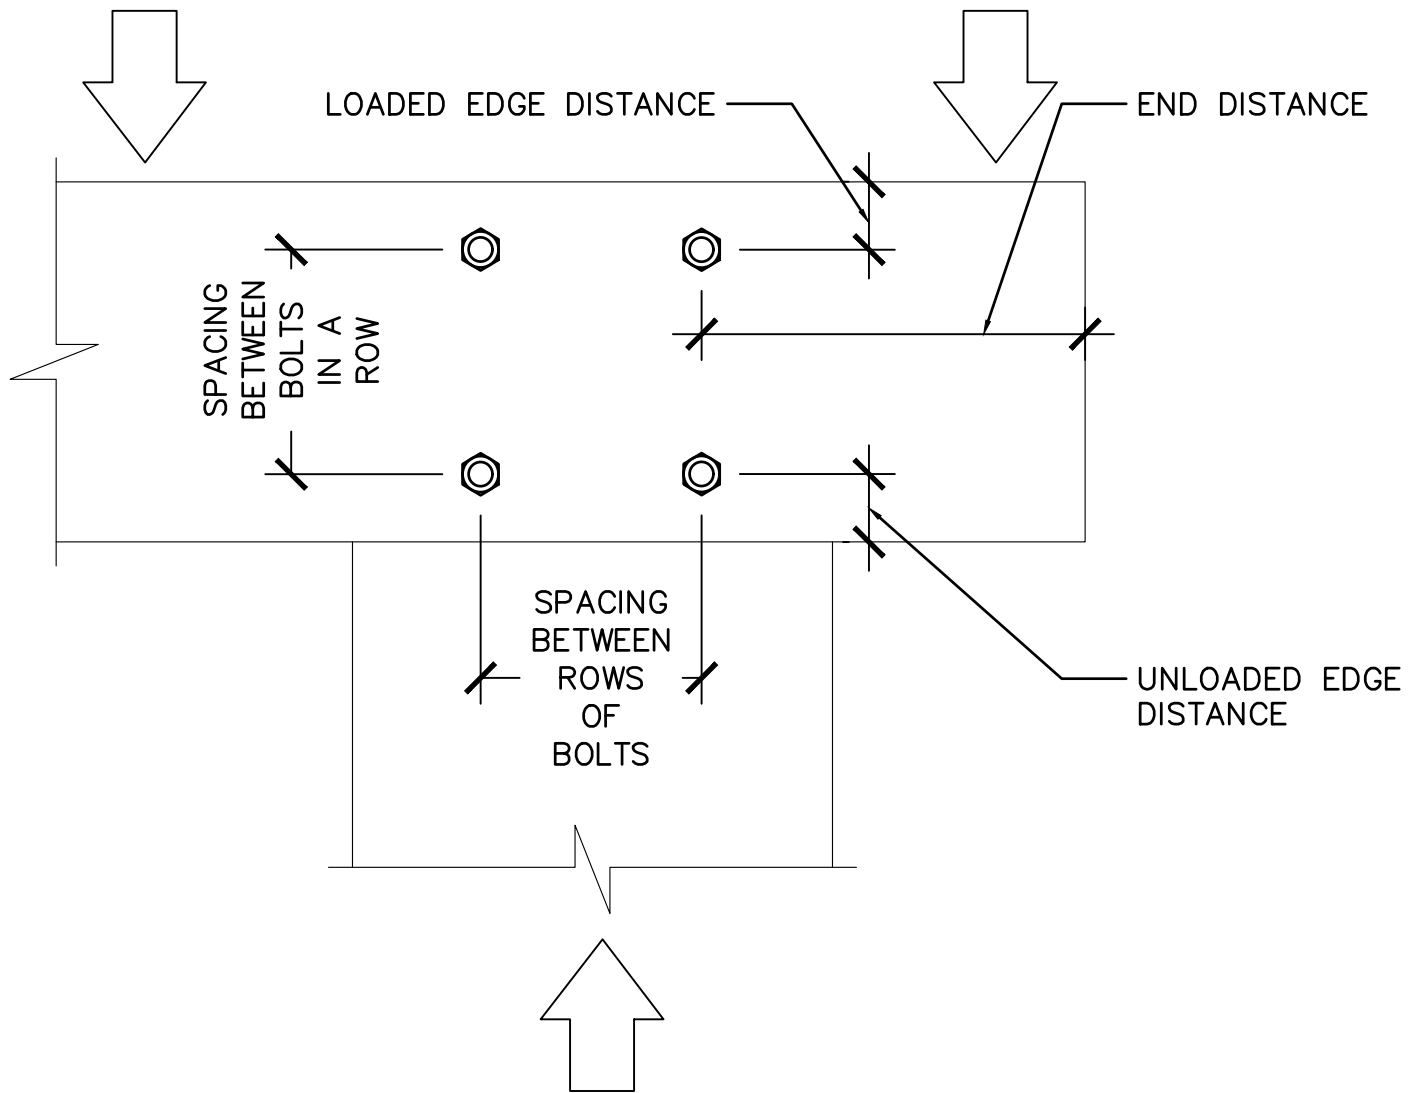 LOADED EDGE DISTANCE
END DISTANCE
SPACING
BETWEEN
BOLTS
IN A
ROW
SPACING
BETWEEN
ROWS
OF
BOLTS
UNLOADED EDGE
DISTANCE